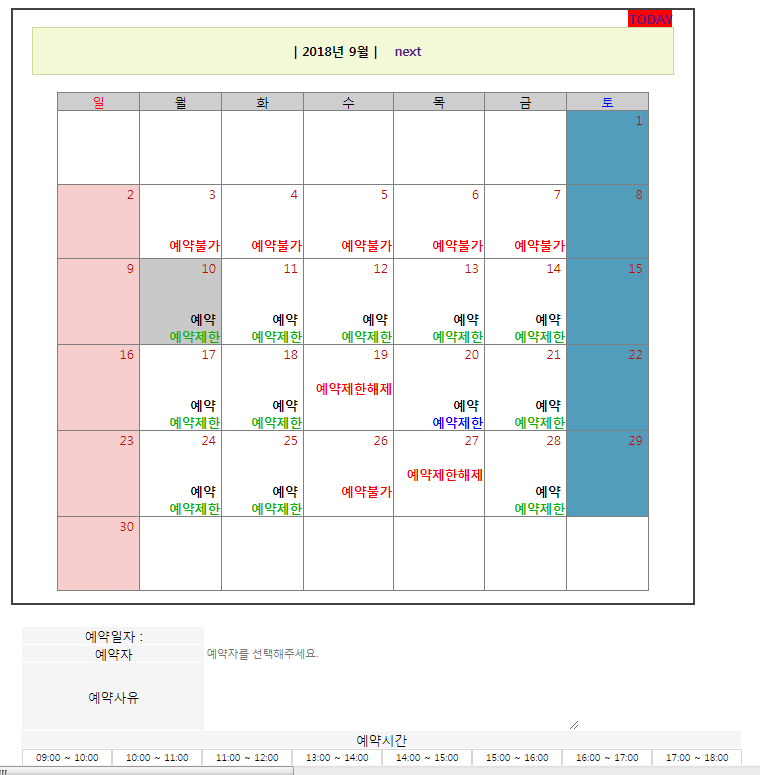 TODAY
| 2018년 9월 | next
일 월 화 수 목 금 토
1
2 3 4 5 6 7 8
예약불가 예약불가 예약불가 예약불가 예약불가
9 10 11 12 13 14 15
예약 예약 예약 예약 예약
예약제한 예약제한 예약제한 예약제한 예약제한
16 17 18 19 20 21 22
예약제한해제
예약 예약 예약 예약
예약제한 예약제한 예약제한 예약제한
23 24 25 26 27 28 29
예약제한해제
예약 예약 예약불가 예약
예약제한 예약제한 예약제한
30
예약일자 :
예약자 예약자를 선택해주세요.
예약사유
예약시간
09:00 ~ 10:00 10:00 ~ 11:00 11:00 ~ 12:00 13:00 ~ 14:00 14:00 ~ 15:00 15:00 ~ 16:00 16:00 ~ 17:00 17:00 ~ 18:00